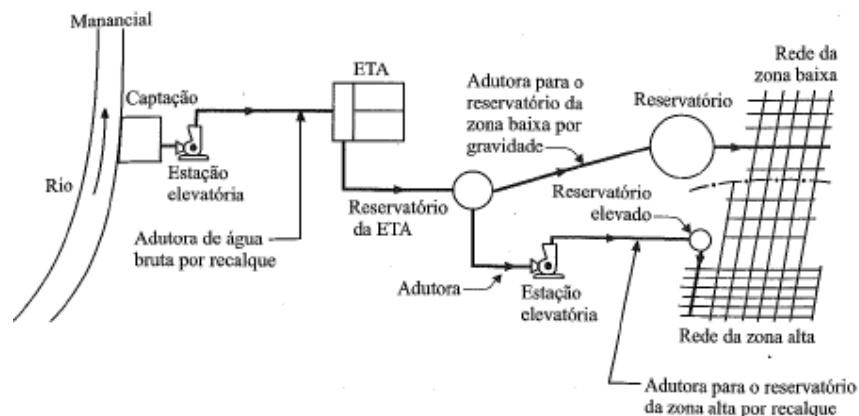 Manancial
Rio
Captação
Estação
elevatória
Adutora de água
bruta por recalque
ETA
Reservatório
da ETA
Adutora para o
reservatório da
zona baixa por
gravidade
Reservatório
Rede da
zona baixa
Reservatório
elevado
Adutora
Estação
elevatória
Rede da zona alta
Adutora para o reservatório
da zona alta por recalque